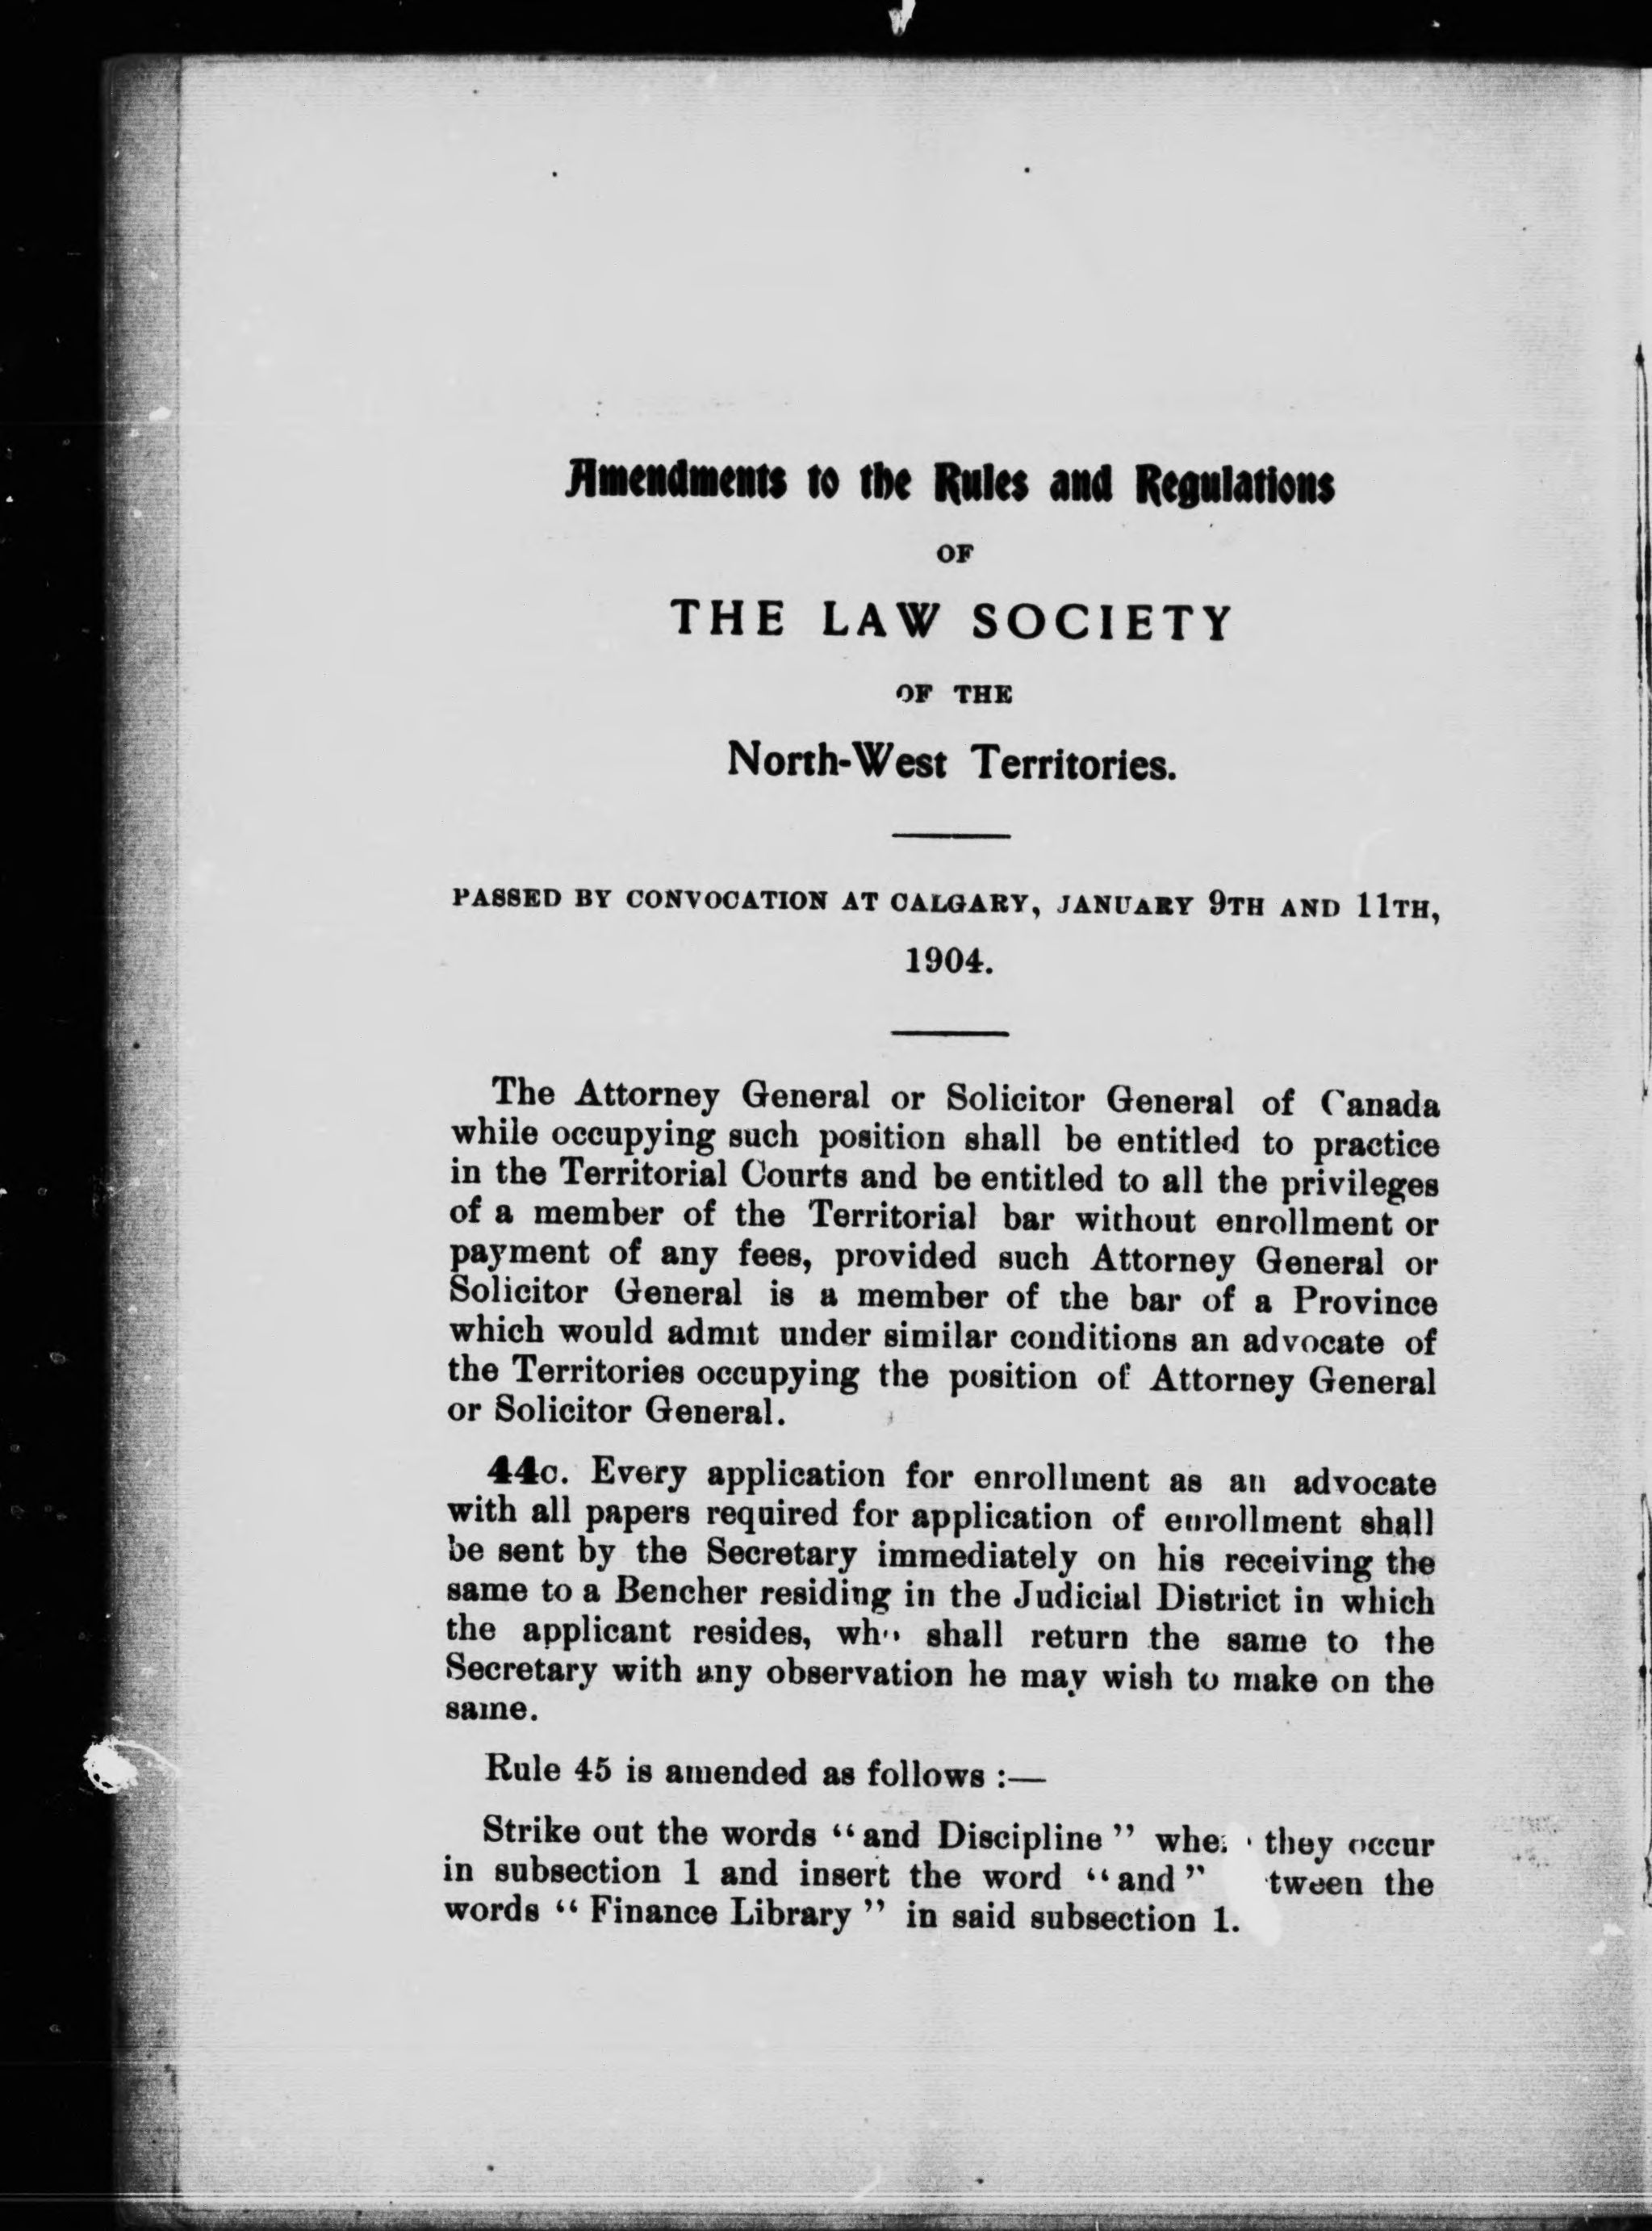 Amendments to the Rules and Regulations
OF
THE LAW SOCIETY
OF THE
North-West Territories.
PASSED BY CONVOCATION AT CALGARY, JANUARY 9TH AND 11TH,
1904.
The Attorney General or Solicitor General of Canada
while occupying such position shall be entitled to practice
in the Territorial Courts and be entitled to all the privileges
of a member of the Territorial bar without enrollment or
payment of any fees, provided such Attorney General or
Solicitor General is a member of the bar of a Province
which would admit under similar conditions an advocate of
the Territories occupying the position of Attorney General
or Solicitor General.
44c. Every application for enrollment as an advocate
with all papers required for application of enrollment shall
be sent by the Secretary immediately on his receiving the
same to a Bencher residing in the Judicial District in which
the applicant resides, who shall return the same to the
Secretary with any observation he may wish to make on the
same.
Rule 45 is amended as follows :—
Strike out the words "and Discipline" they occur
in subsection 1 and insert the word "and" tween the
words "Finance Library" in said subsection 1.